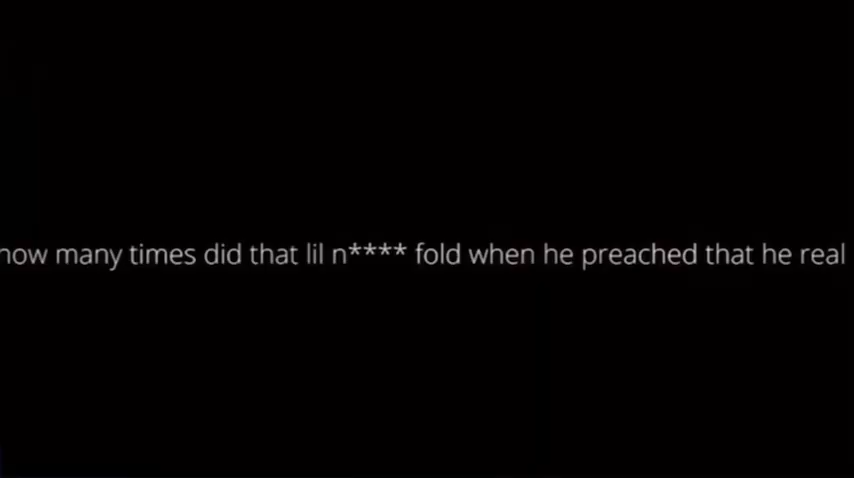 how many times did that lil n**** fold when he preached that he real